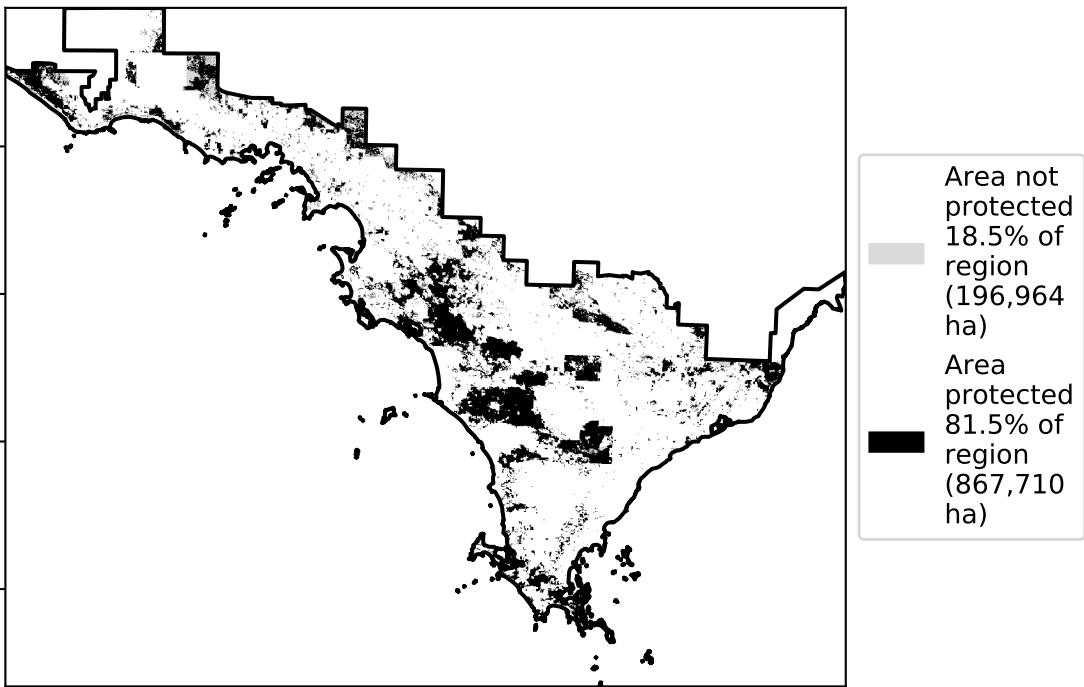 Area not
protected
18.5% of
region
(196,964
ha)
Area
protected
81.5% of
region
(867,710
ha)